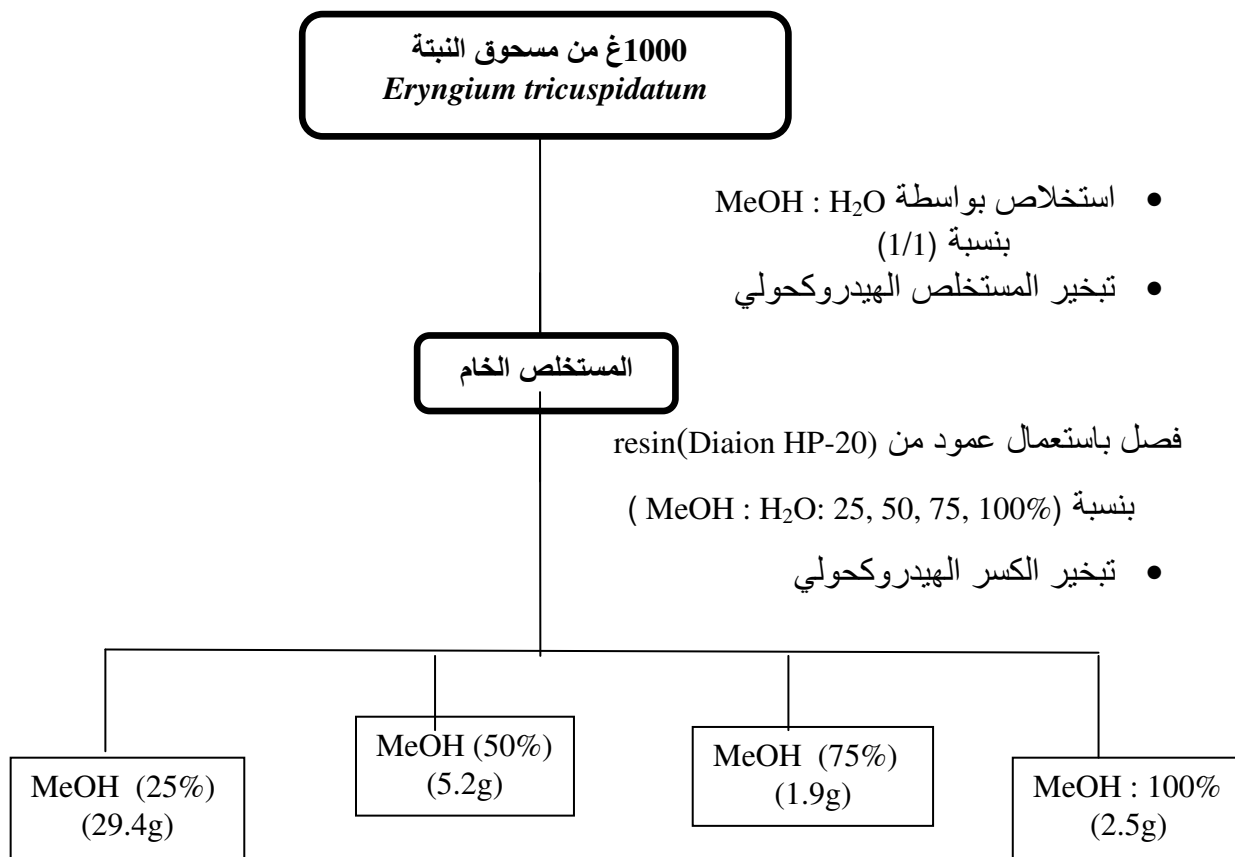 1000غ من مسحوق النبتة
Eryngium tricuspidatum
• استخلاص بواسطة MeOH : H₂O
بنسبة (1/1)
• تبخير المستخلص الهيدروكحولي
المستخلص الخام
فصل باستعمال عمود من resin(Diaion HP-20)
بنسبة (MeOH : H₂O: 25, 50, 75, 100% )
• تبخير الكسر الهيدروكحولي
MeOH (25%)
(29.4g)
MeOH (50%)
(5.2g)
MeOH (75%)
(1.9g)
MeOH : 100%
(2.5g)